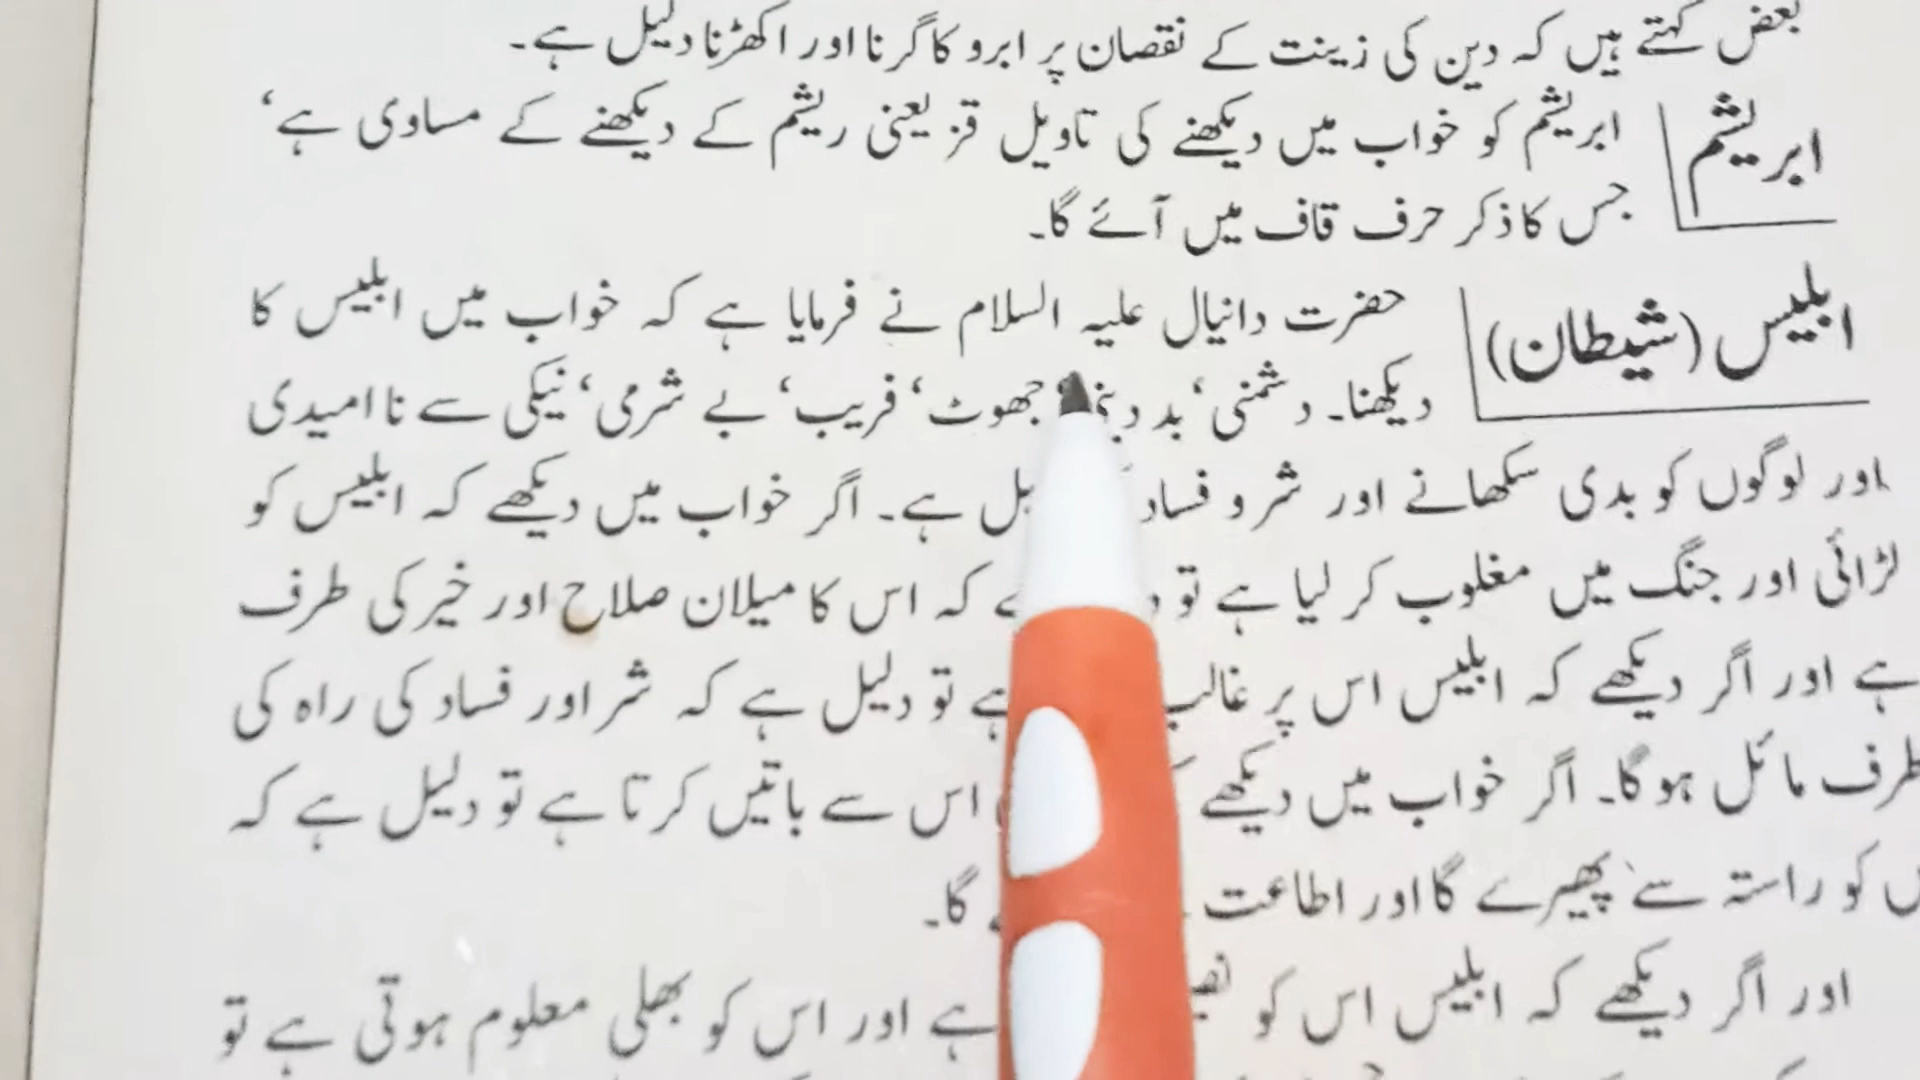 بعض کہتے ہیں کہ دین کی زینت کے نقصان پر ابرو کا گرنا اور اکھڑنا دلیل ہے۔
ابریشم
ابریشم کو خواب میں دیکھنے کی تاویل قز یعنی ریشم کے دیکھنے کے مساوی ہے‘
جس کا ذکر حرف قاف میں آئے گا۔
ابلیس (شیطان)
حضرت دانیال علیہ السلام نے فرمایا ہے کہ خواب میں ابلیس کا
دیکھنا۔ دشمنی‘ بد جھوٹ‘ فریب‘ بے شرمی‘ نیکی سے ناامیدی
اور لوگوں کو بدی سکھانے اور شر و فساد ہے۔ اگر خواب میں دیکھے کہ ابلیس کو
لڑائی اور جنگ میں مغلوب کر لیا ہے تو کہ اس کا میلان صلاح اور خیر کی طرف
ہے اور اگر دیکھے کہ ابلیس اس پر غالب ہے تو دلیل ہے کہ شر اور فساد کی راہ کی
طرف مائل ہو گا۔ اگر خواب میں دیکھے اس سے باتیں کرتا ہے تو دلیل ہے کہ
کو راستہ سے پھیرے گا اور اطاعت گا۔
اور اگر دیکھے کہ ابلیس اس کو ہے اور اس کو بھلی معلوم ہوتی ہے تو